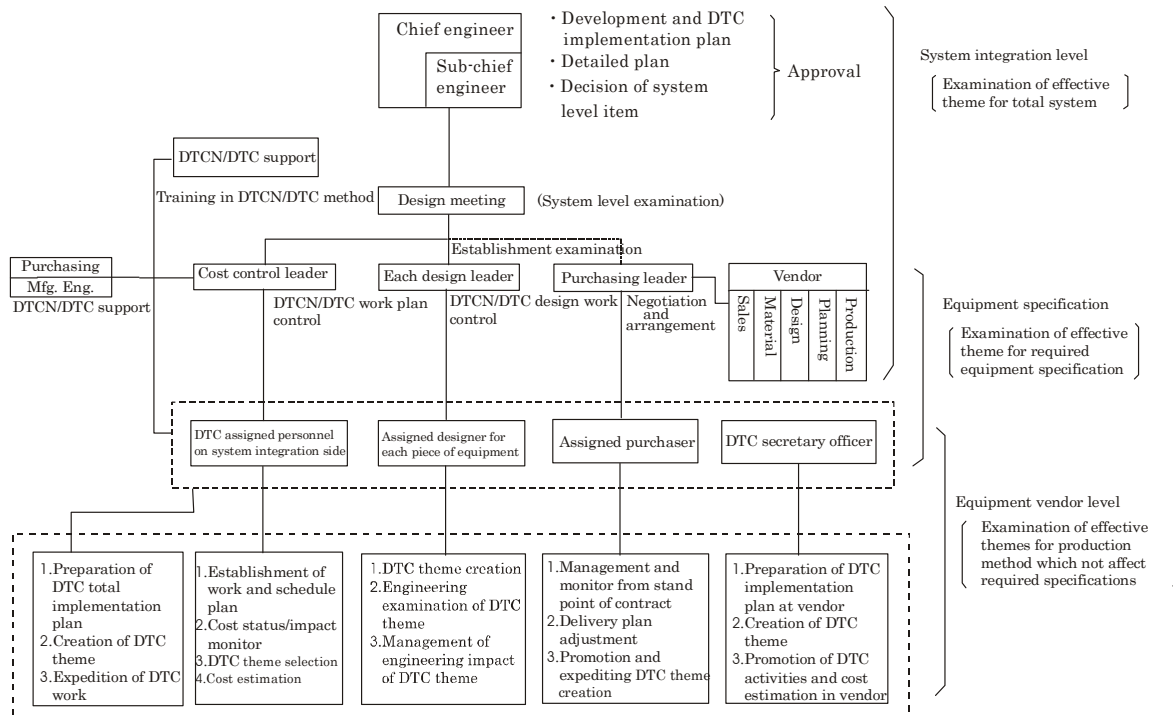 Chief engineer
Sub-chief
engineer
・Development and DTC
implementation plan
・Detailed plan
・Decision of system
level item
Approval
System integration level
Examination of effective
theme for total system
DTCN/DTC support
Training in DTCN/DTC method
Design meeting
(System level examination)
Establishment examination
Purchasing
Mfg. Eng.
DTCN/DTC support
Cost control leader
Each design leader
Purchasing leader
Vendor
Sales
Material
Design
Planning
Production
DTCN/DTC work plan
control
DTCN/DTC design work
control
Negotiation
and
arrangement
Equipment specification
Examination of effective
theme for required
equipment specification
DTC assigned personnel
on system integration side
Assigned designer for
each piece of equipment
Assigned purchaser
DTC secretary officer
Equipment vendor level
Examination of effective
themes for production
method which not affect
required specifications
1.Preparation of
DTC total
implementation
plan
2.Creation of DTC
theme
3.Expedition of DTC
work
1.Establishment of
work and schedule
plan
2.Cost status/impact
monitor
3.DTC theme selection
4.Cost estimation
1.DTC theme creation
2.Engineering
examination of DTC
theme
3.Management of
engineering impact
of DTC theme
1.Management and
monitor from stand
point of contract
2.Delivery plan
adjustment
3.Promotion and
expediting DTC theme
creation
1.Preparation of DTC
implementation
plan at vendor
2.Creation of DTC
theme
3.Promotion of DTC
activities and cost
estimation in vendor